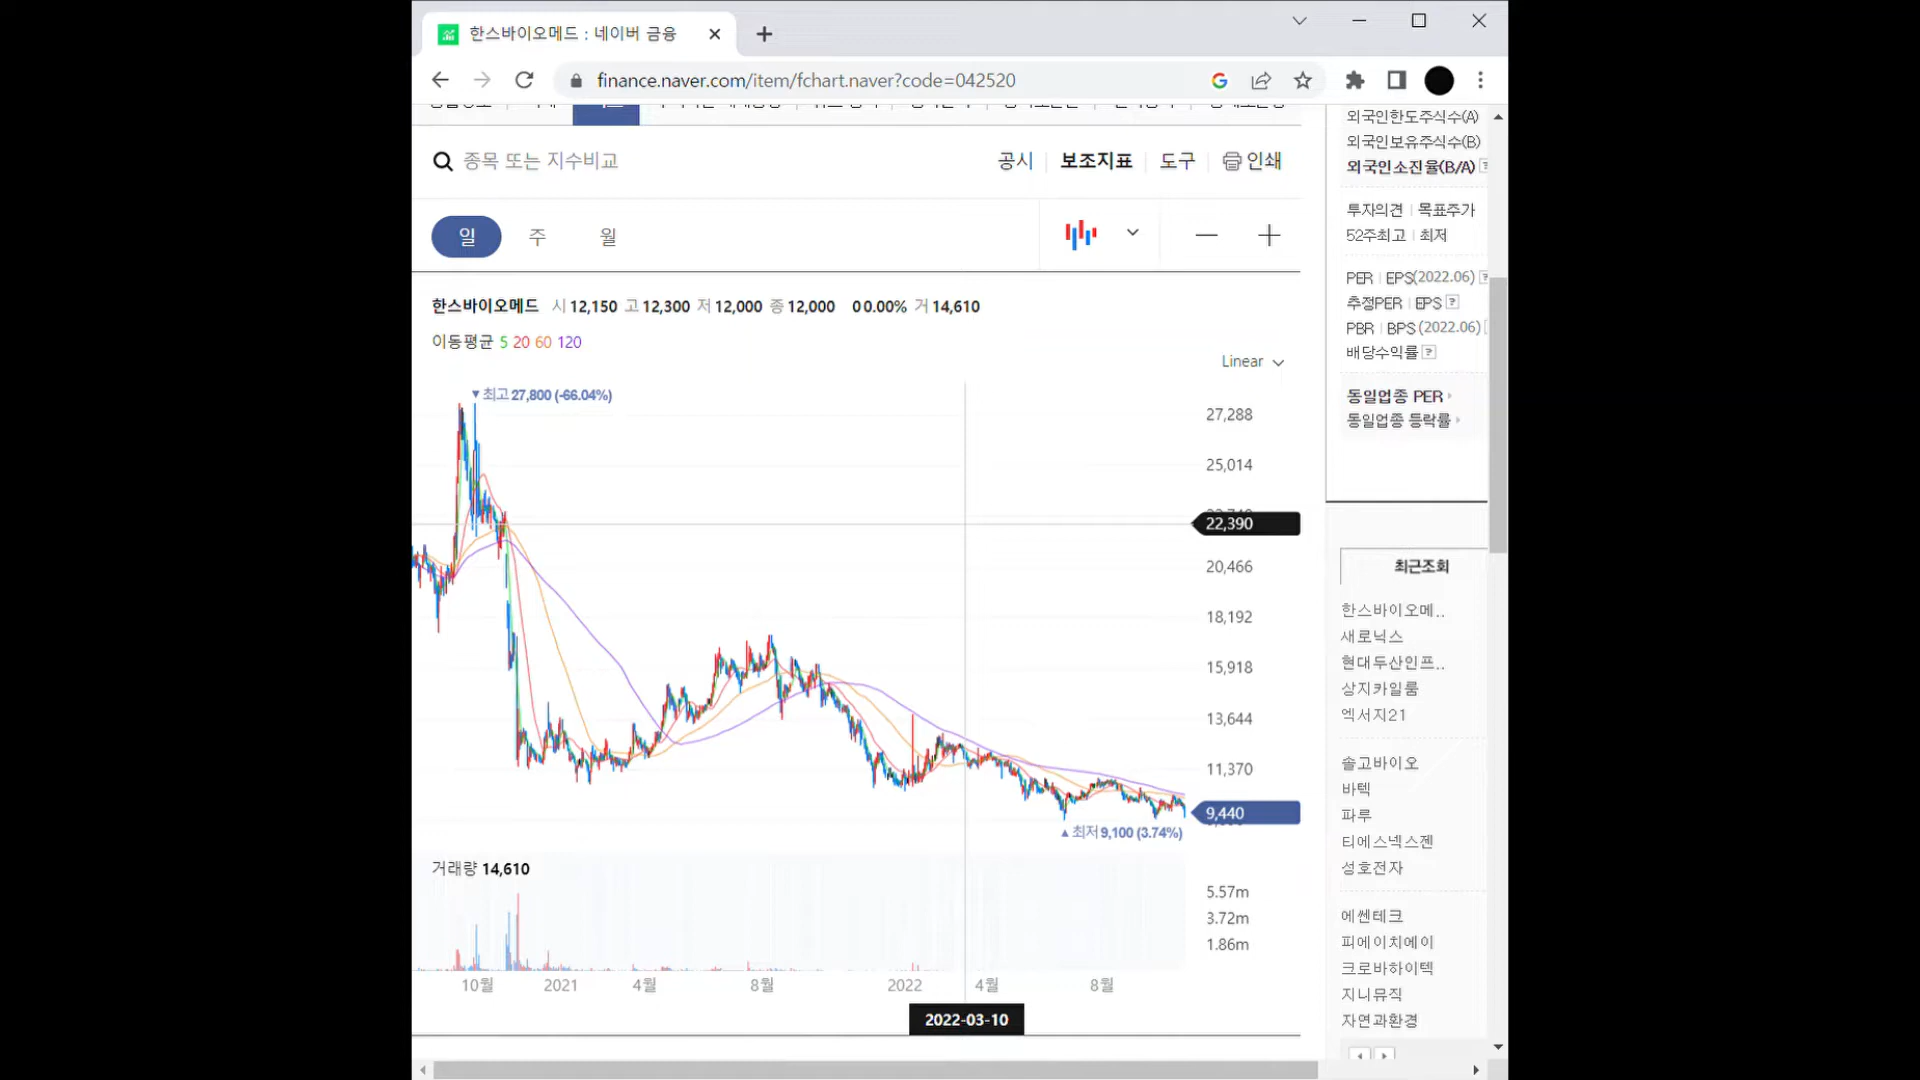 한스바이오메드 : 네이버 금융
finance.naver.com/item/fchart.naver?code=042520
종목 또는 지수비교
공시 보조지표 도구 인쇄
일 주 월
한스바이오메드 시 12,150 고 12,300 저 12,000 종 12,000 0 0.00% 거 14,610
이동평균 5 20 60 120
Linear
▼최고 27,800 (-66.04%)
27,288
25,014
22,390
20,466
18,192
15,918
13,644
11,370
9,440
▲최저 9,100 (3.74%)
거래량 14,610
5.57m
3.72m
1.86m
10월 2021 4월 8월 2022 4월 8월
2022-03-10
외국인한도주식수(A)
외국인보유주식수(B)
외국인소진율(B/A) ?
투자의견 | 목표주가
52주최고 | 최저
PER | EPS(2022.06) ?
추정PER | EPS ?
PBR | BPS (2022.06)
배당수익률 ?
동일업종 PER
동일업종 등락률
최근조회
한스바이오메..
새로닉스
현대두산인프..
상지카일룸
엑서지21
솔고바이오
바텍
파루
티에스넥스젠
성호전자
에쎈테크
피에이치에이
크로바하이텍
지니뮤직
자연과환경